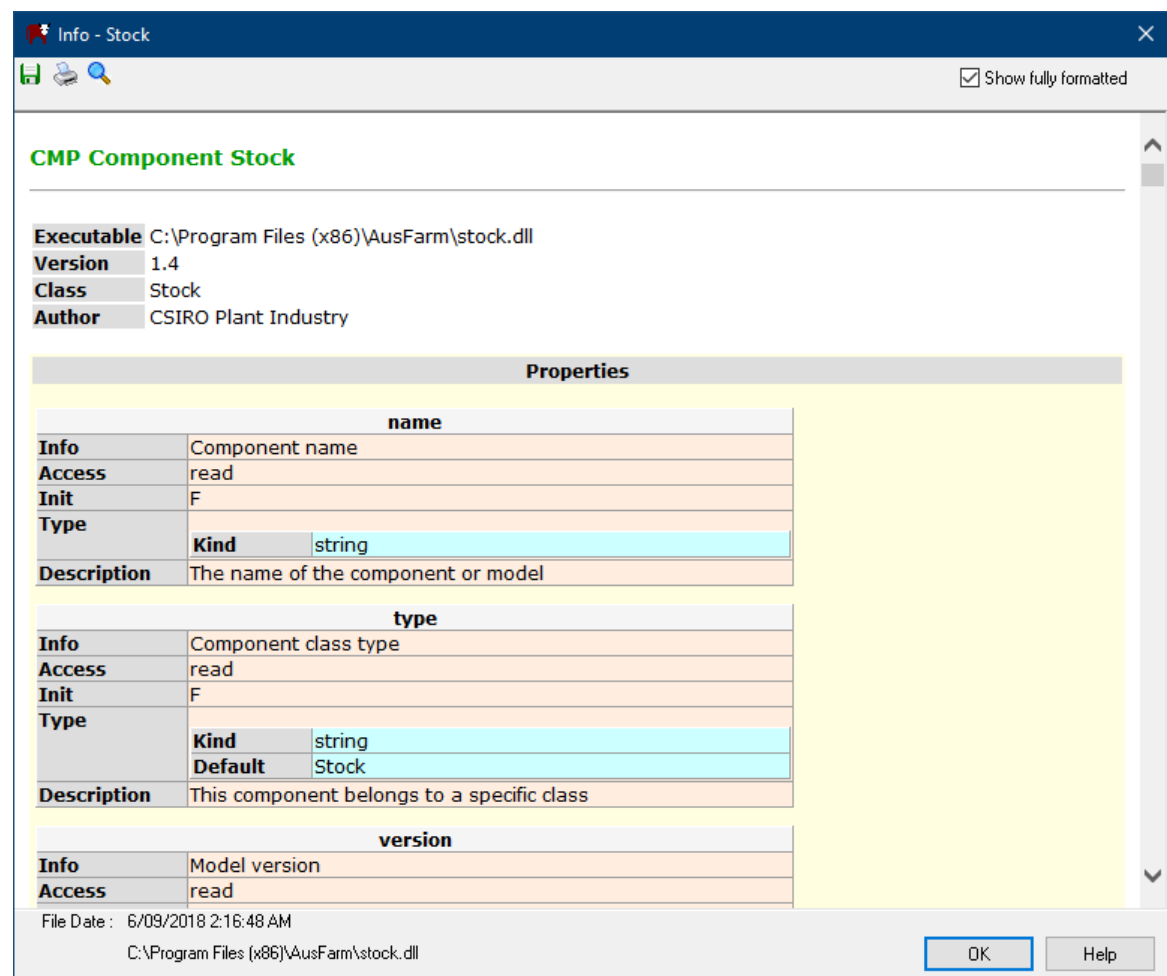 Info - Stock
Show fully formatted
CMP Component Stock
Executable C:\Program Files (x86)\AusFarm\stock.dll
Version 1.4
Class Stock
Author CSIRO Plant Industry
Properties
name
Info Component name
Access read
Init F
Type
Kind string
Description The name of the component or model
type
Info Component class type
Access read
Init F
Type
Kind string
Default Stock
Description This component belongs to a specific class
version
Info Model version
Access read
File Date : 6/09/2018 2:16:48 AM
C:\Program Files (x86)\AusFarm\stock.dll
OK Help